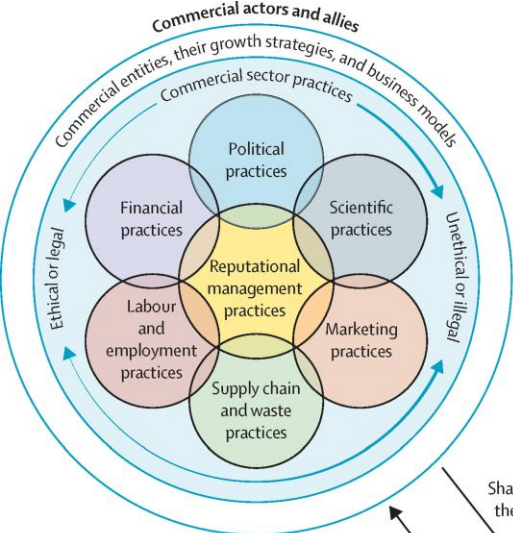 Commercial actors and allies
Commercial entities, their growth strategies, and business models
Commercial sector practices
Political
practices
Financial
practices
Scientific
practices
Ethical or legal
Unethical or illegal
Reputational
management
practices
Labour
and
employment
practices
Marketing
practices
Supply chain
and waste
practices
Sha
the